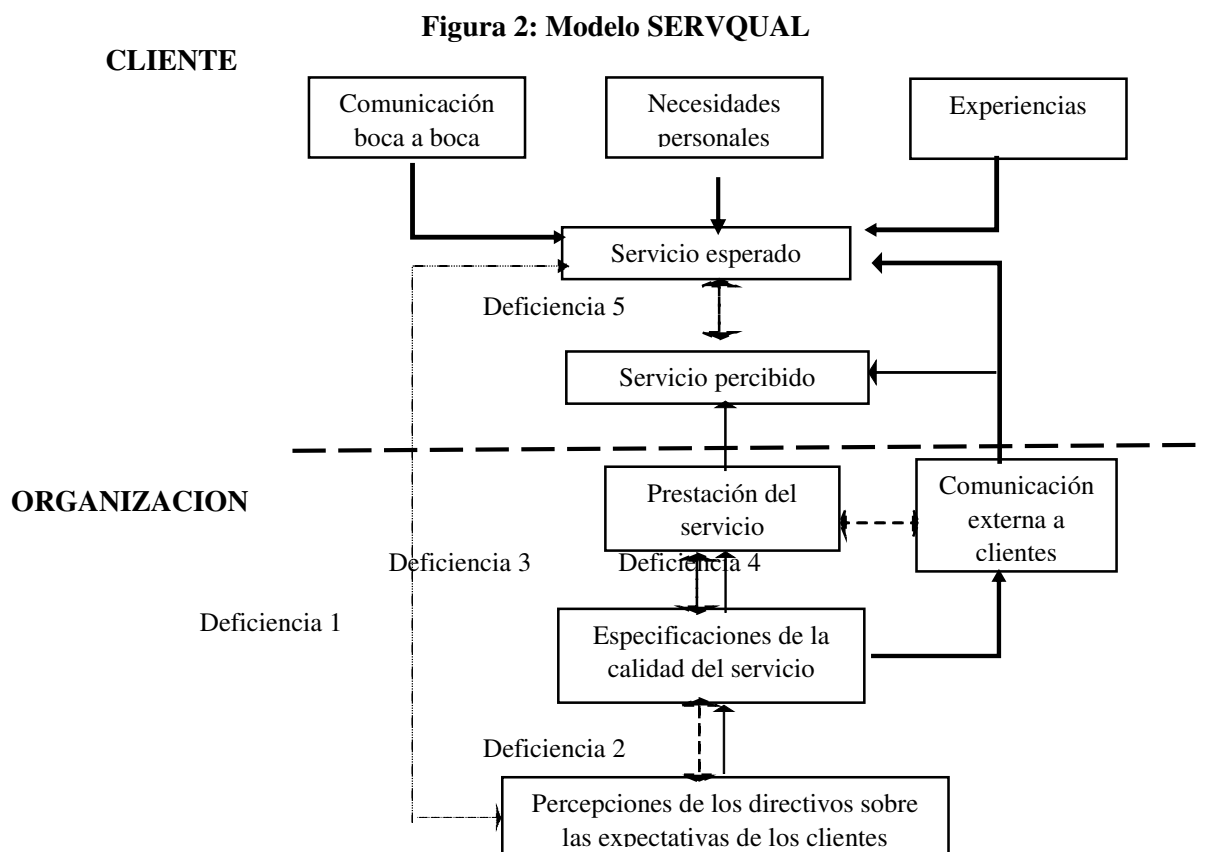 Figura 2: Modelo SERVQUAL
CLIENTE
Comunicación
boca a boca
Necesidades
personales
Experiencias
Servicio esperado
Deficiencia 5
Servicio percibido
ORGANIZACION
Prestación del
servicio
Comunicación
externa a
clientes
Deficiencia 3
Deficiencia 4
Deficiencia 1
Especificaciones de la
calidad del servicio
Deficiencia 2
Percepciones de los directivos sobre
las expectativas de los clientes